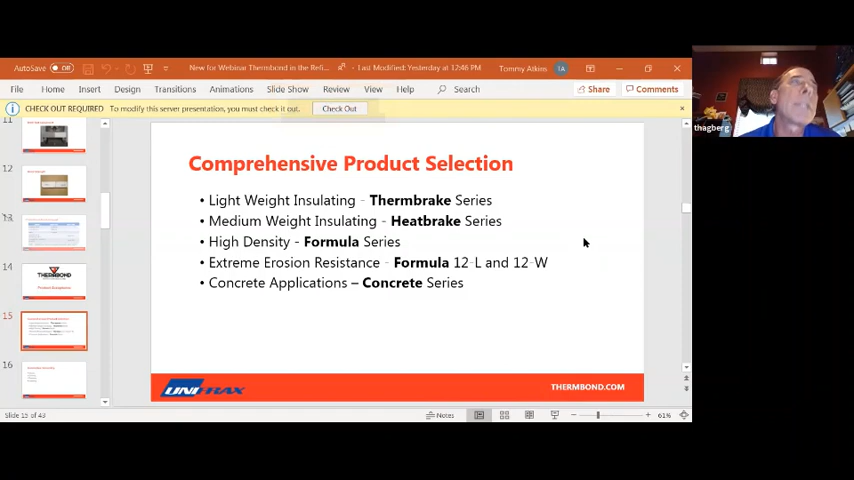 AutoSave Off
New for Webinar Thermbond in the Refi... - Last Modified: Yesterday at 12:46 PM
Tommy Atkins TA
File Home Insert Design Transitions Animations Slide Show Review View Help Search Share Comments
CHECK OUT REQUIRED To modify this server presentation, you must check it out. Check Out
thagberg
11
12
13
14
THERMBOND
15
16
Comprehensive Product Selection
• Light Weight Insulating - Thermbrake Series
• Medium Weight Insulating - Heatbrake Series
• High Density - Formula Series
• Extreme Erosion Resistance - Formula 12-L and 12-W
• Concrete Applications – Concrete Series
UNIFRAX
THERMBOND.COM
Slide 15 of 43
Notes
61%